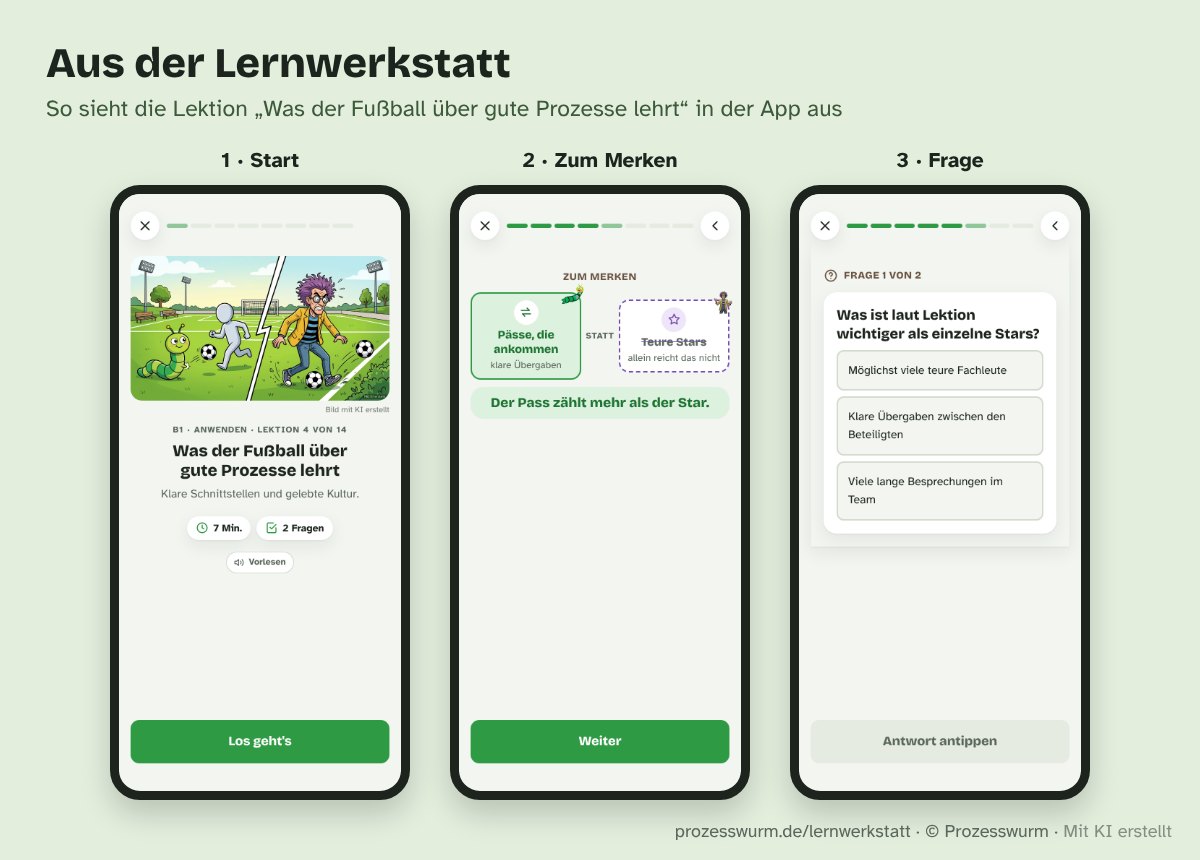 Aus der Lernwerkstatt
So sieht die Lektion „Was der Fußball über gute Prozesse lehrt“ in der App aus
1 · Start
Bild mit KI erstellt
B1 · ANWENDEN · LEKTION 4 VON 14
Was der Fußball über
gute Prozesse lehrt
Klare Schnittstellen und gelebte Kultur.
7 Min.
2 Fragen
Vorlesen
Los geht's
2 · Zum Merken
ZUM MERKEN
Pässe, die
ankommen
klare Übergaben
STATT
Teure Stars
allein reicht das nicht
Der Pass zählt mehr als der Star.
Weiter
3 · Frage
FRAGE 1 VON 2
Was ist laut Lektion
wichtiger als einzelne Stars?
Möglichst viele teure Fachleute
Klare Übergaben zwischen den
Beteiligten
Viele lange Besprechungen im
Team
Antwort antippen
prozesswurm.de/lernwerkstatt · © Prozesswurm · Mit KI erstellt